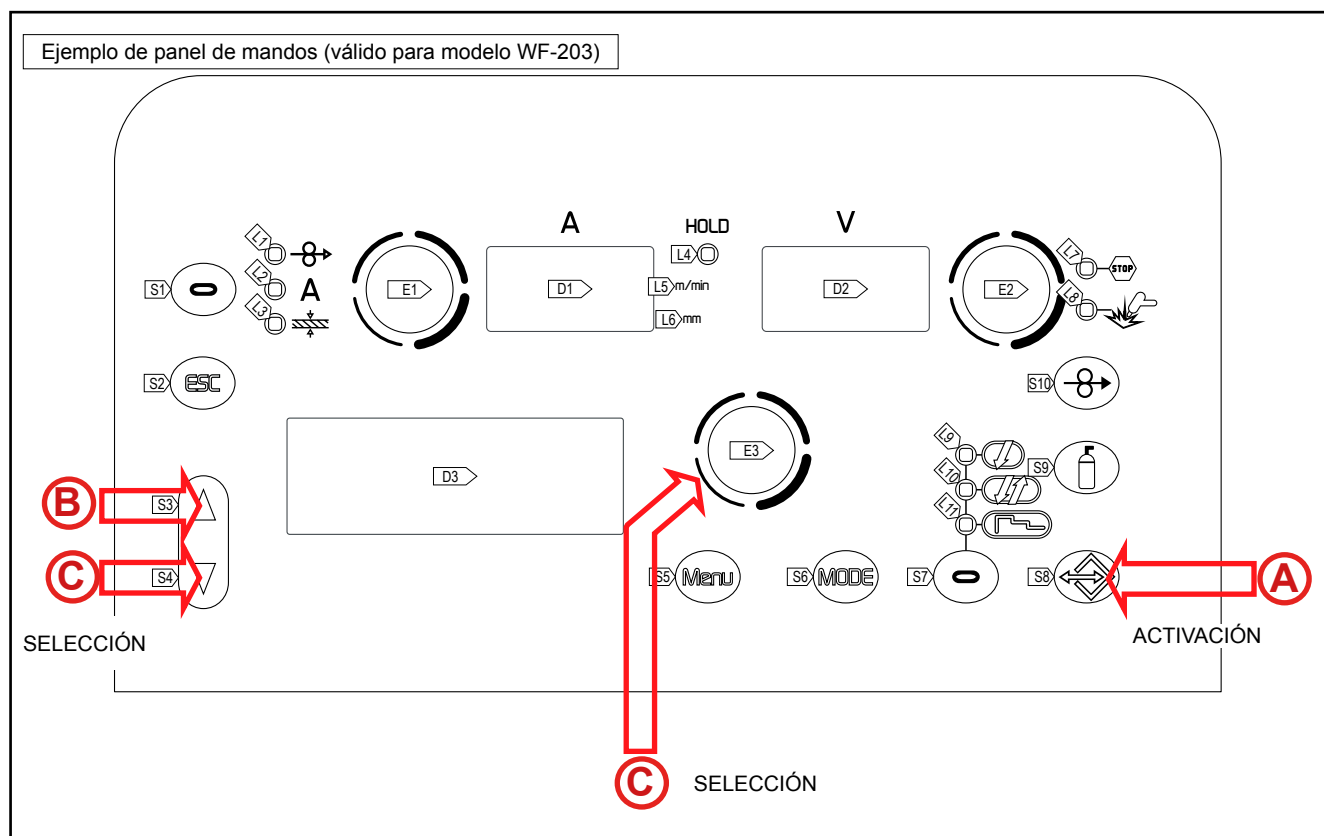 Ejemplo de panel de mandos (válido para modelo WF-203)
A
HOLD
V
L1
L4
L7
STOP
L2
S1
A
E1
D1
L5 m/min
D2
E2
L8
L3
L6 mm
S2 ESC
S10
L9
E3
D3
L10
S9
B
S3
L11
C
S4
S5 Menu
S6 MODE
S7
S8
A
SELECCIÓN
ACTIVACIÓN
C
SELECCIÓN